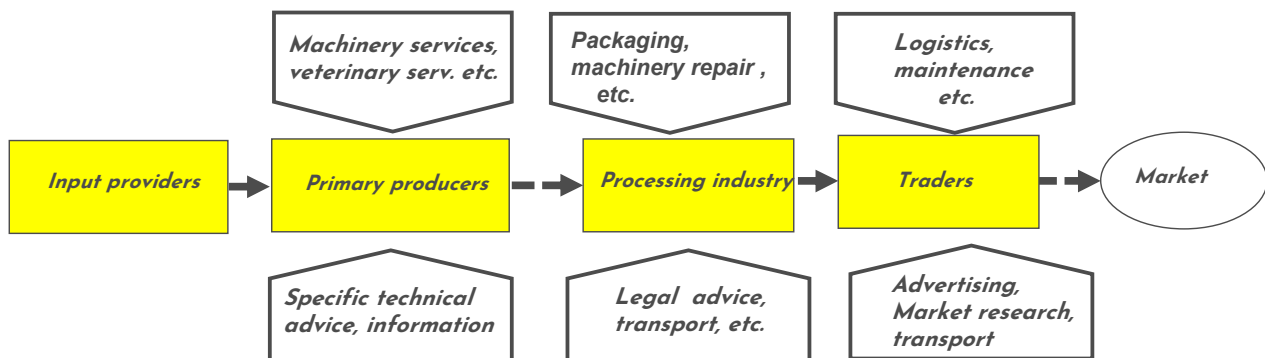 Machinery services,
veterinary serv. etc.
Packaging,
machinery repair ,
etc.
Logistics,
maintenance
etc.
Input providers
Primary producers
Processing industry
Traders
Market
Specific technical
advice, information
Legal advice,
transport, etc.
Advertising,
Market research,
transport